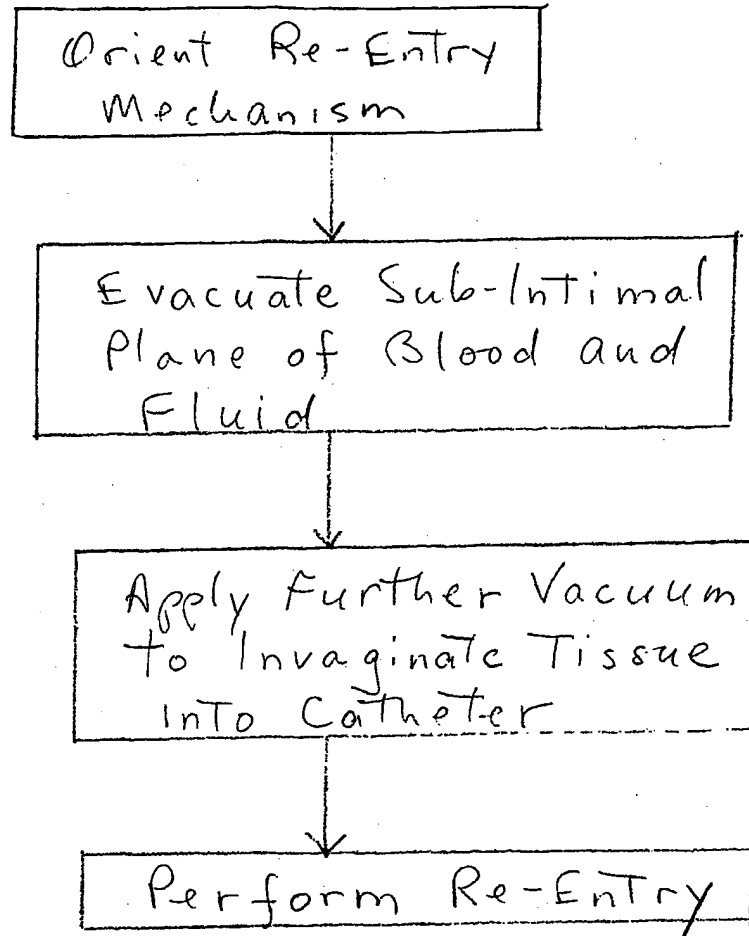 Orient Re-Entry
Mechanism
Evacuate Sub-Intimal
Plane of Blood and
Fluid
Apply Further Vacuum
to Invaginate Tissue
into Catheter
Perform Re-Entry